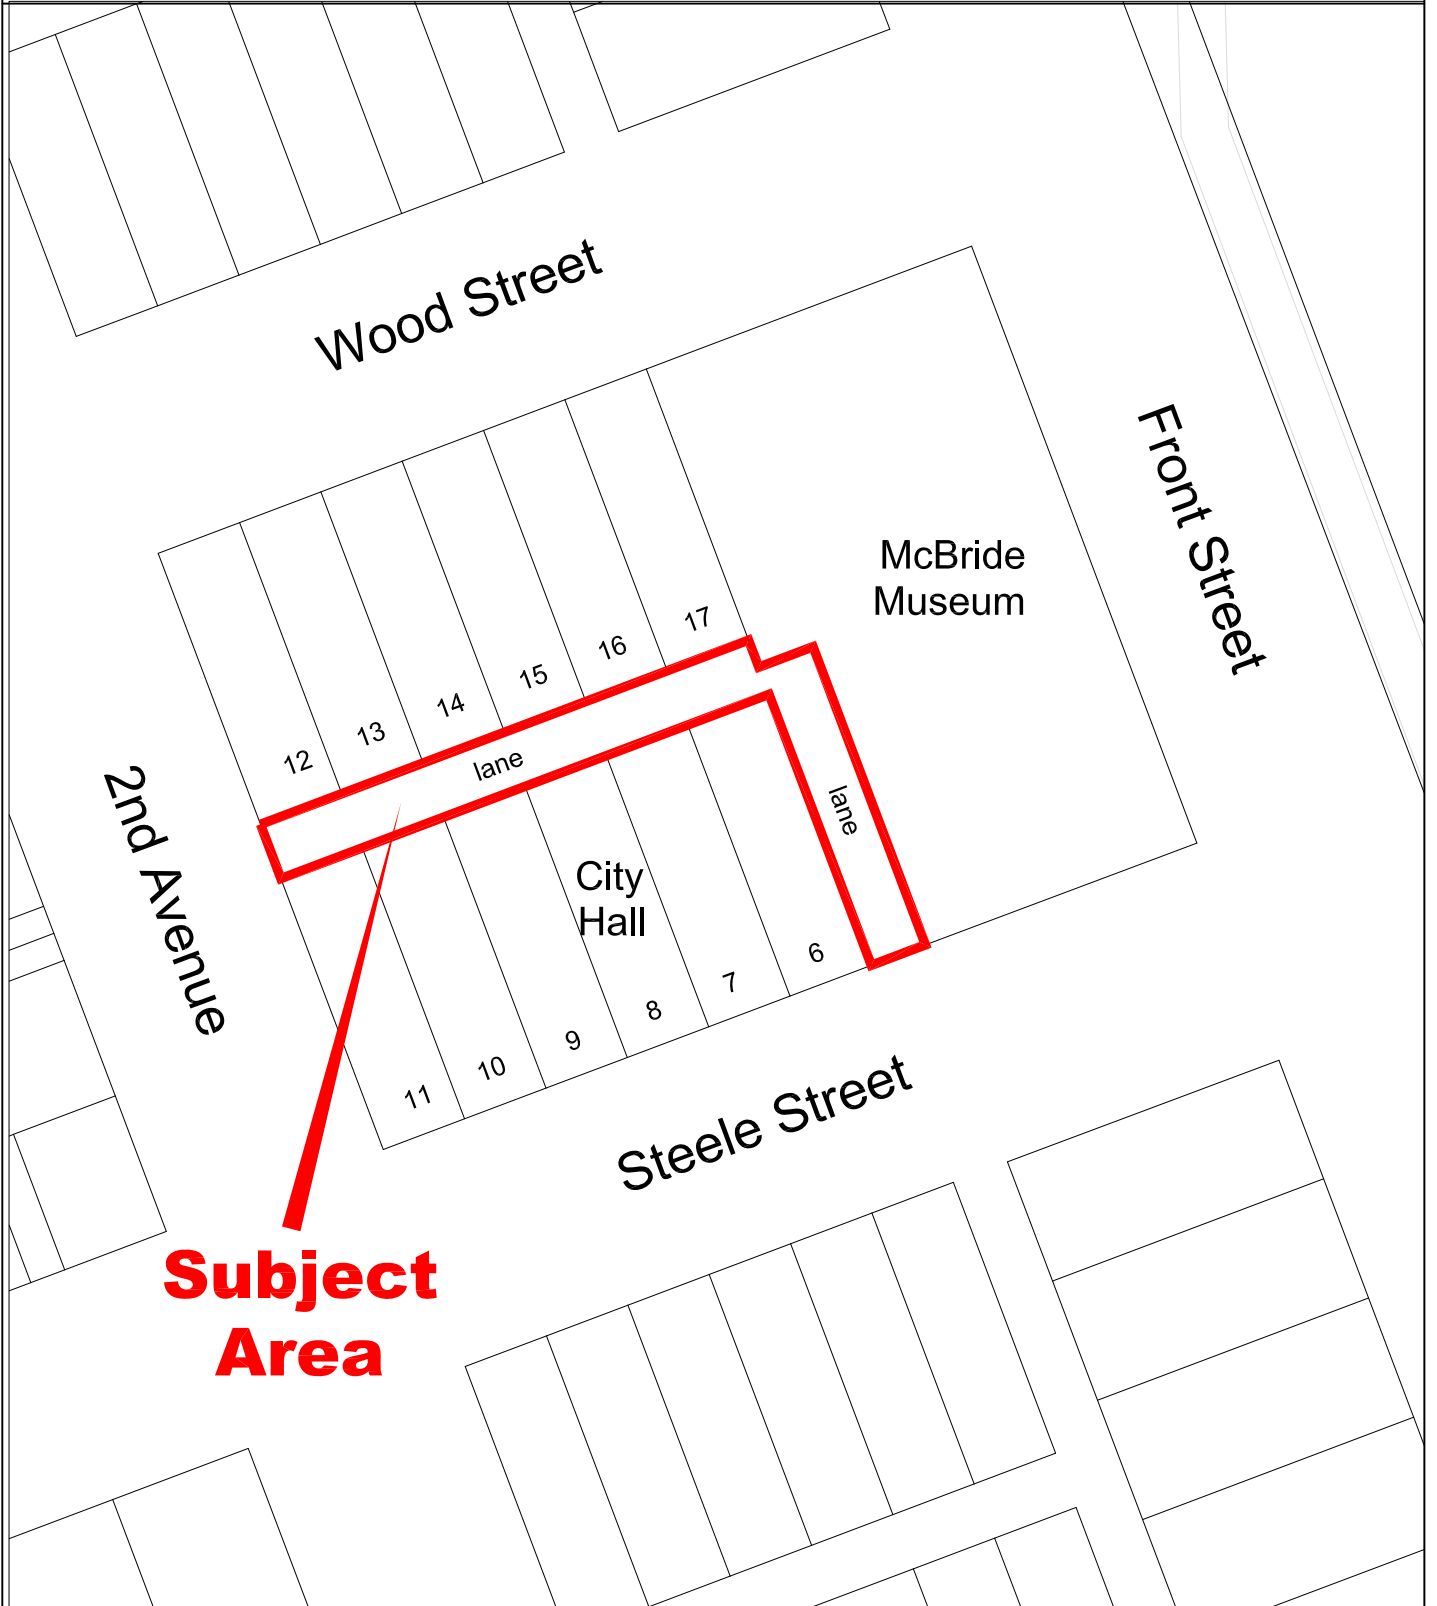 Wood Street
Front Street
McBride
Museum
17
16
15
14
13
12
lane
lane
2nd Avenue
City
Hall
6
7
8
9
10
11
Steele Street
Subject
Area